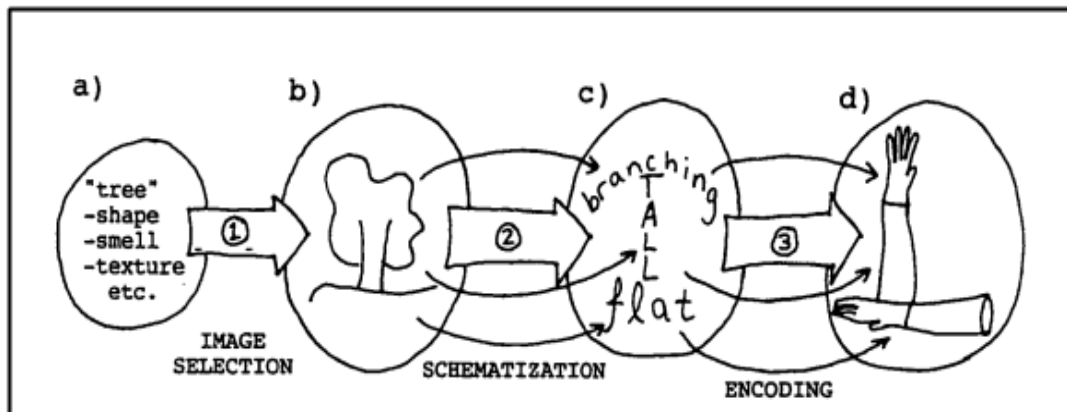 a)
b)
c)
d)
"tree"
-shape
-smell
-texture
etc.
1
2
3
branching
TALL
flat
IMAGE
SELECTION
SCHEMATIZATION
ENCODING